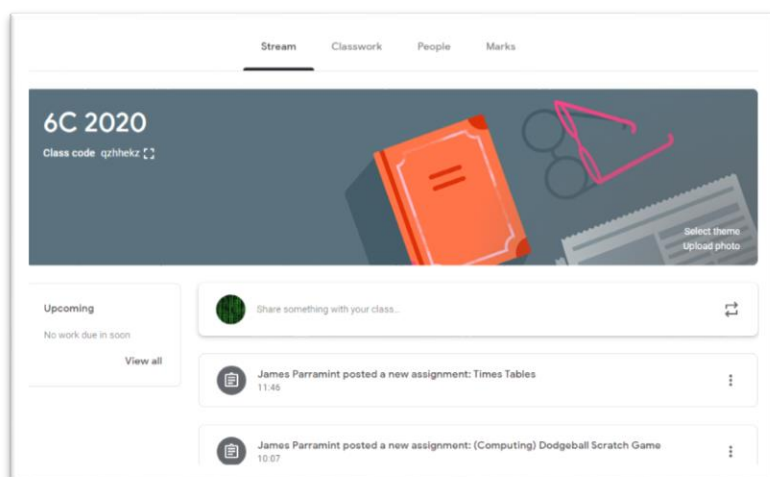 Stream Classwork People Marks
6C 2020
Class code qzhhekz
Select theme
Upload photo
Upcoming
No work due in soon
View all
Share something with your class...
James Parramint posted a new assignment: Times Tables
11:46
James Parramint posted a new assignment: (Computing) Dodgeball Scratch Game
10:07